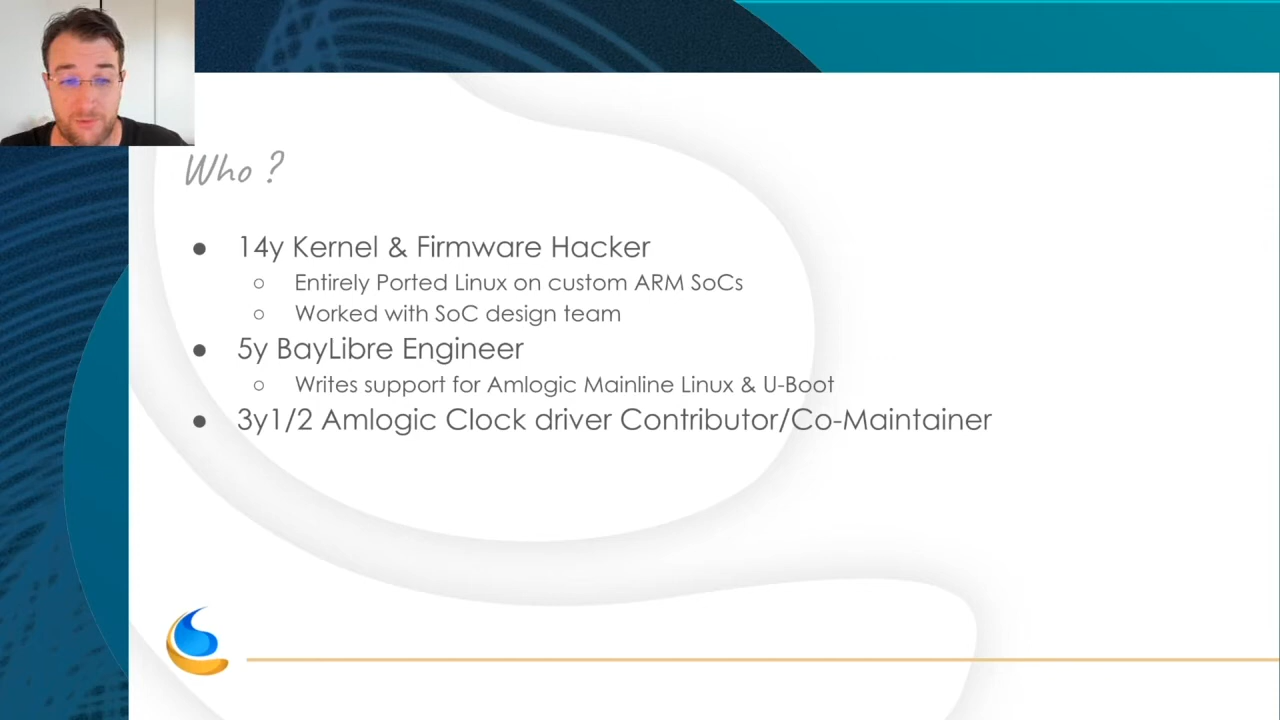 Who ?
● 14y Kernel & Firmware Hacker
○ Entirely Ported Linux on custom ARM SoCs
○ Worked with SoC design team
● 5y BayLibre Engineer
○ Writes support for Amlogic Mainline Linux & U-Boot
● 3y1/2 Amlogic Clock driver Contributor/Co-Maintainer